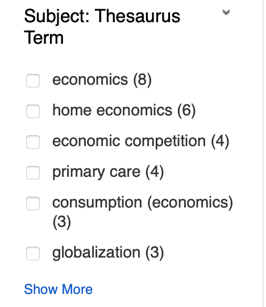 Subject: Thesaurus
Term
economics (8)
home economics (6)
economic competition (4)
primary care (4)
consumption (economics)
(3)
globalization (3)
Show More